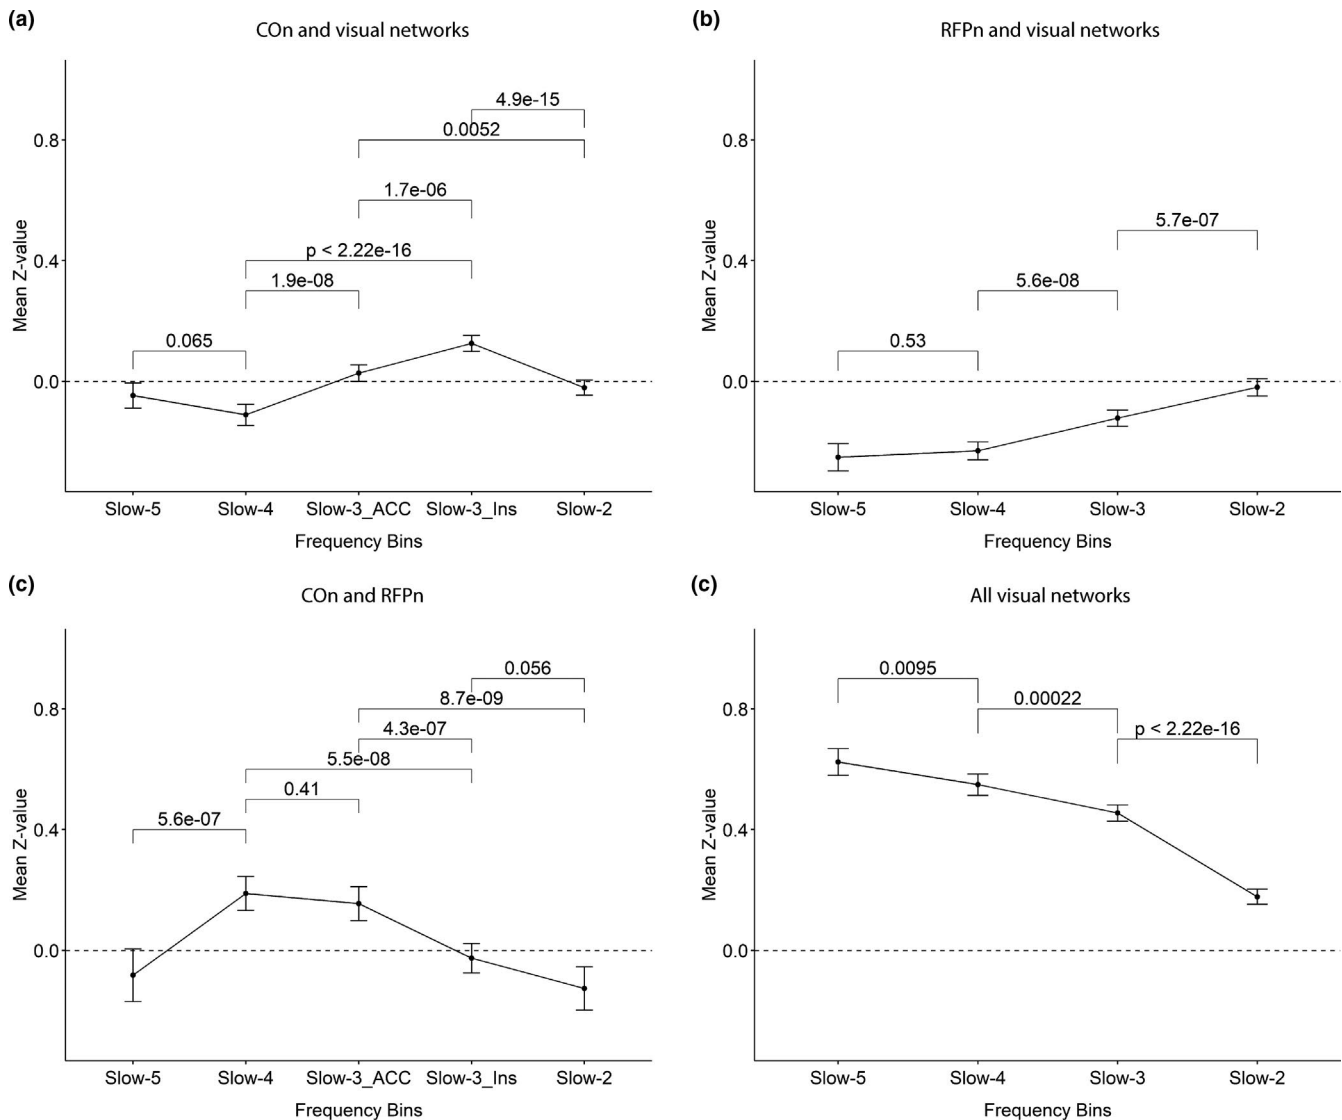 (a)
COn and visual networks
Mean Z-value
0.8
0.4
0.0
4.9e-15
0.0052
1.7e-06
p < 2.22e-16
1.9e-08
0.065
Slow-5 Slow-4 Slow-3_ACC Slow-3_Ins Slow-2
Frequency Bins
(b)
RFPn and visual networks
Mean Z-value
0.8
0.4
0.0
5.7e-07
5.6e-08
0.53
Slow-5 Slow-4 Slow-3 Slow-2
Frequency Bins
(c)
COn and RFPn
Mean Z-value
0.8
0.4
0.0
0.056
8.7e-09
4.3e-07
5.5e-08
0.41
5.6e-07
Slow-5 Slow-4 Slow-3_ACC Slow-3_Ins Slow-2
Frequency Bins
(c)
All visual networks
Mean Z-value
0.8
0.4
0.0
0.0095
0.00022
p < 2.22e-16
Slow-5 Slow-4 Slow-3 Slow-2
Frequency Bins